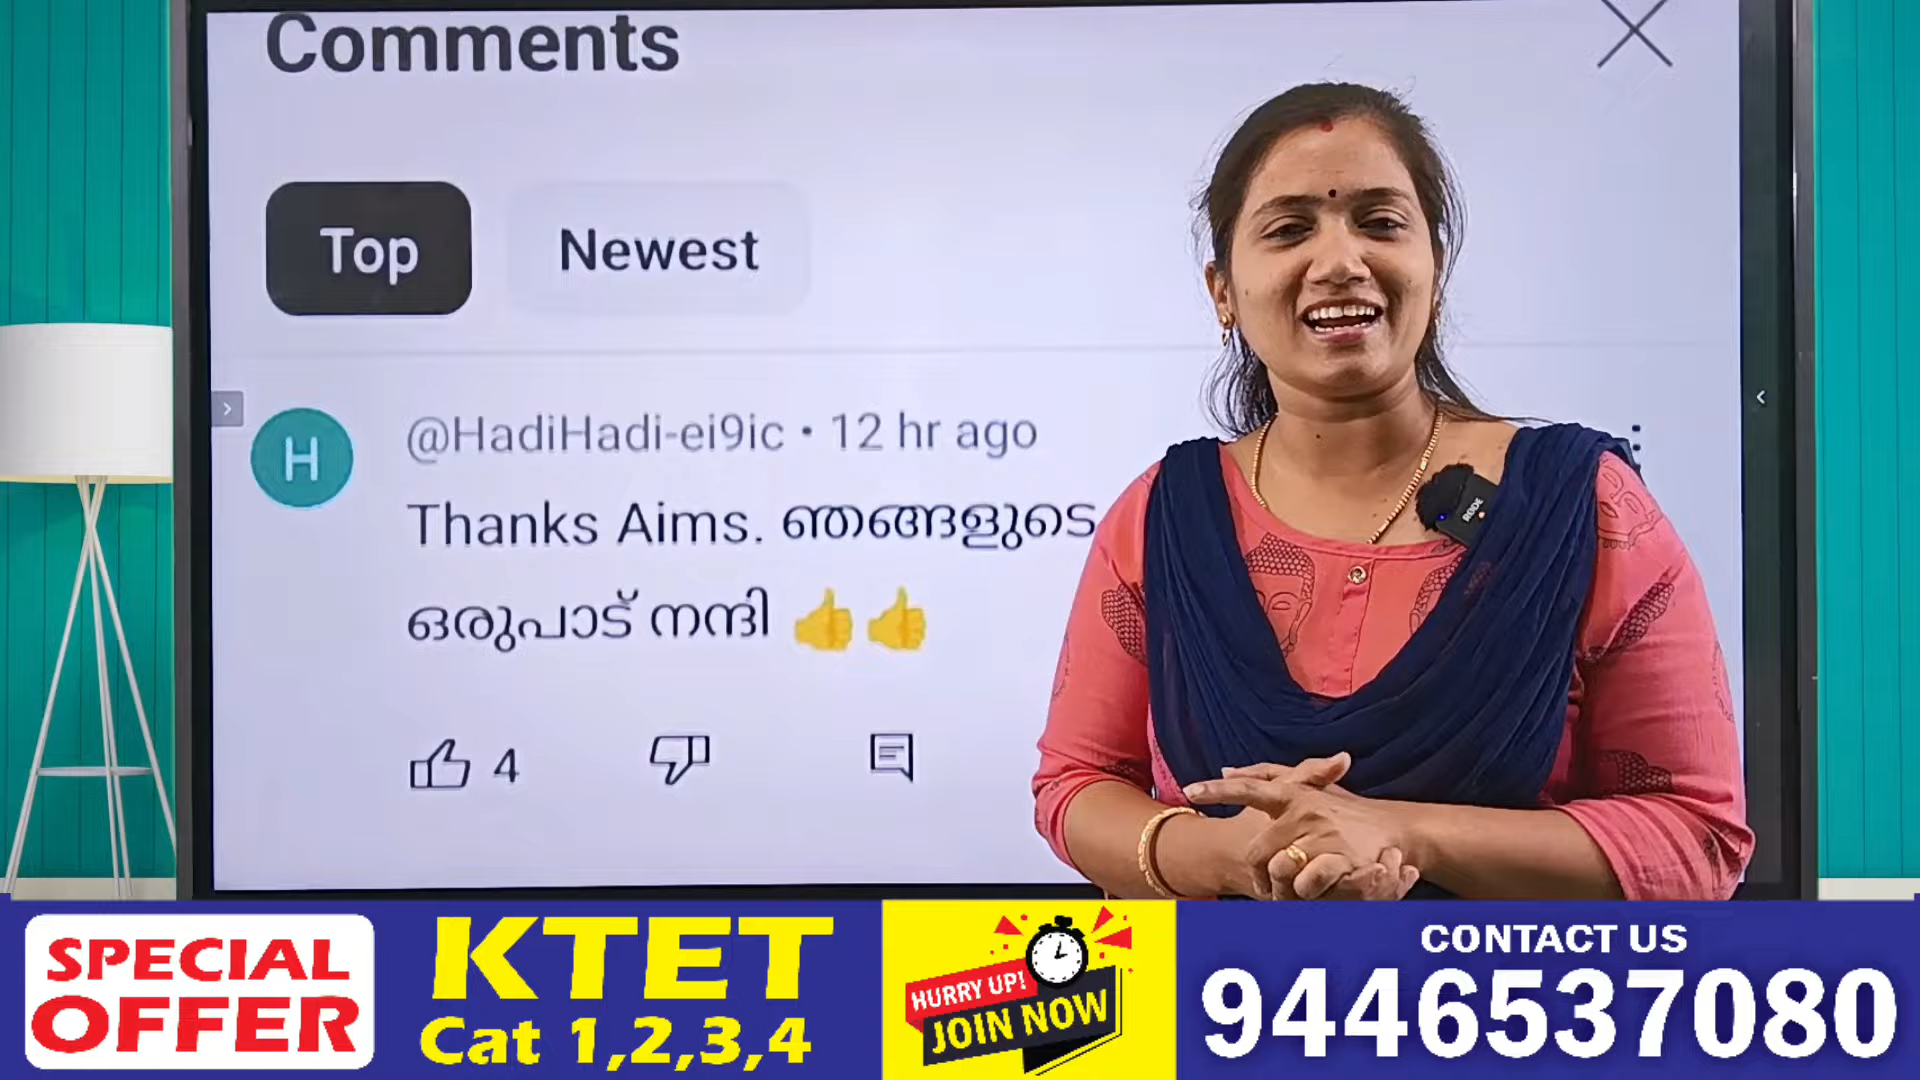 Comments
Top
Newest
H
@HadiHadi-ei9ic • 12 hr ago
Thanks Aims. ഞങ്ങളുടെ
ഒരുപാട് നന്ദി 👍👍
4
RØDE
SPECIAL
OFFER
KTET
Cat 1,2,3,4
HURRY UP!
JOIN NOW
CONTACT US
9446537080